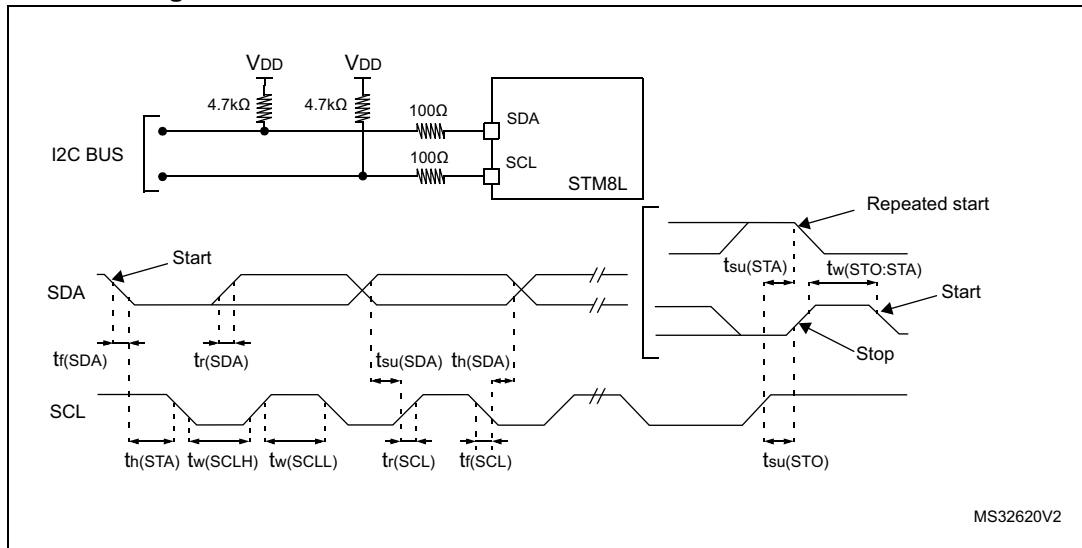 VDD VDD
4.7kΩ 4.7kΩ
100Ω
SDA
I2C BUS
100Ω
SCL
STM8L
Repeated start
Start
tsu(STA) tw(STO:STA)
SDA
Start
Stop
tf(SDA) tr(SDA) tsu(SDA) th(SDA)
SCL
th(STA) tw(SCLH) tw(SCLL) tr(SCL) tf(SCL) tsu(STO)
MS32620V2